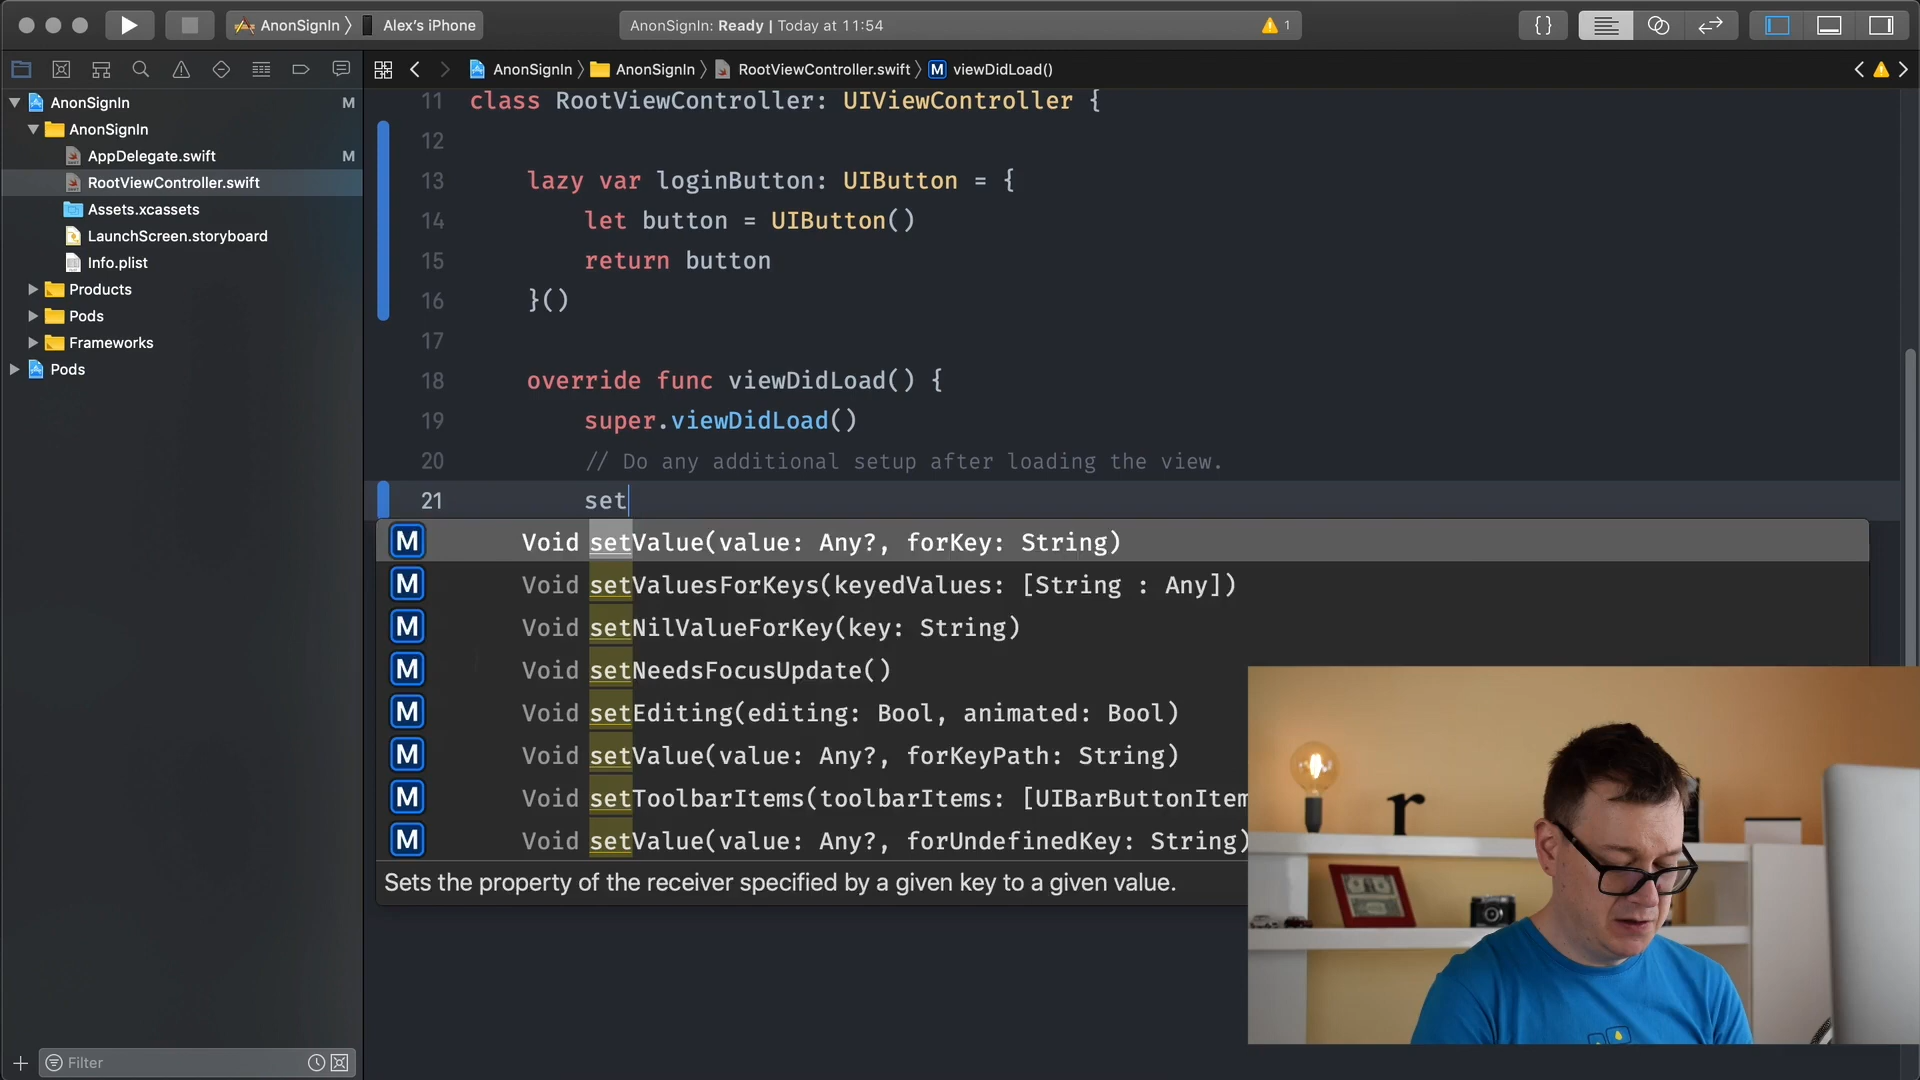 AnonSignIn 〉 Alex's iPhone
AnonSignIn: Ready | Today at 11:54
1
{ }
AnonSignIn 〉 AnonSignIn 〉 RootViewController.swift 〉 M viewDidLoad()
AnonSignIn M
AnonSignIn
AppDelegate.swift M
RootViewController.swift
Assets.xcassets
LaunchScreen.storyboard
Info.plist
Products
Pods
Frameworks
Pods
Filter
11 class RootViewController: UIViewController {
12
13 lazy var loginButton: UIButton = {
14 let button = UIButton()
15 return button
16 }()
17
18 override func viewDidLoad() {
19 super.viewDidLoad()
20 // Do any additional setup after loading the view.
21 set
M Void setValue(value: Any?, forKey: String)
M Void setValuesForKeys(keyedValues: [String : Any])
M Void setNilValueForKey(key: String)
M Void setNeedsFocusUpdate()
M Void setEditing(editing: Bool, animated: Bool)
M Void setValue(value: Any?, forKeyPath: String)
M Void setToolbarItems(toolbarItems: [UIBarButtonItem
M Void setValue(value: Any?, forUndefinedKey: String)
Sets the property of the receiver specified by a given key to a given value.
r